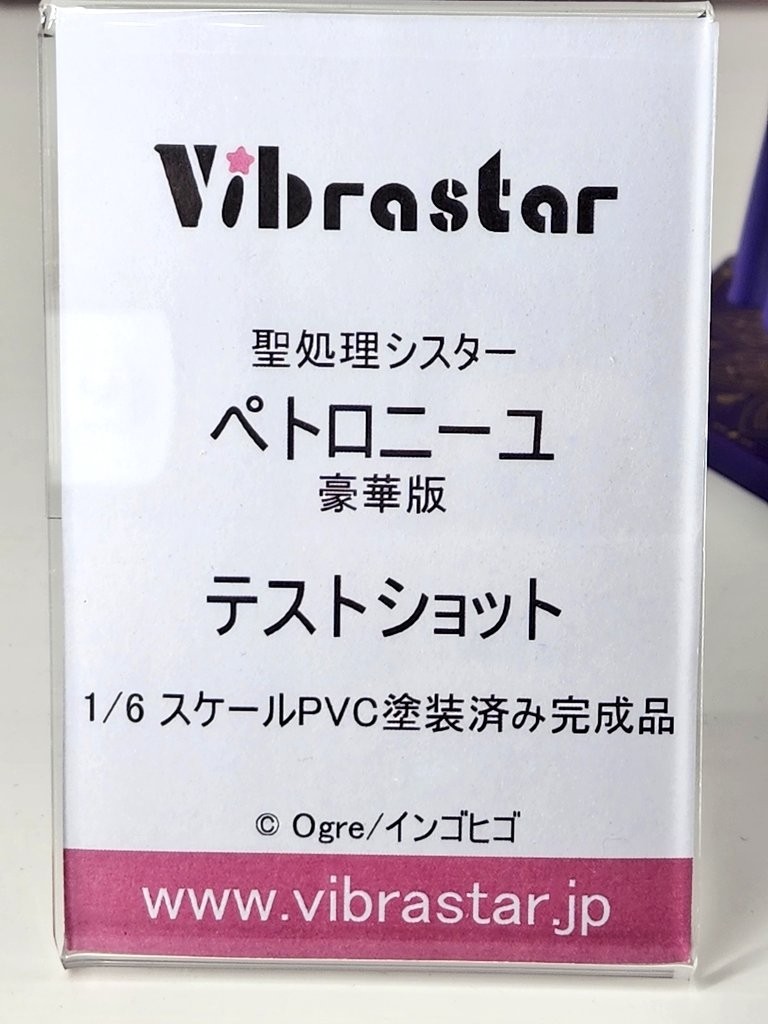 Vibrastar
聖処理シスター
ペトロニーユ
豪華版
テストショット
1/6 スケールPVC塗装済み完成品
© Ogre/インゴヒゴ
www.vibrastar.jp